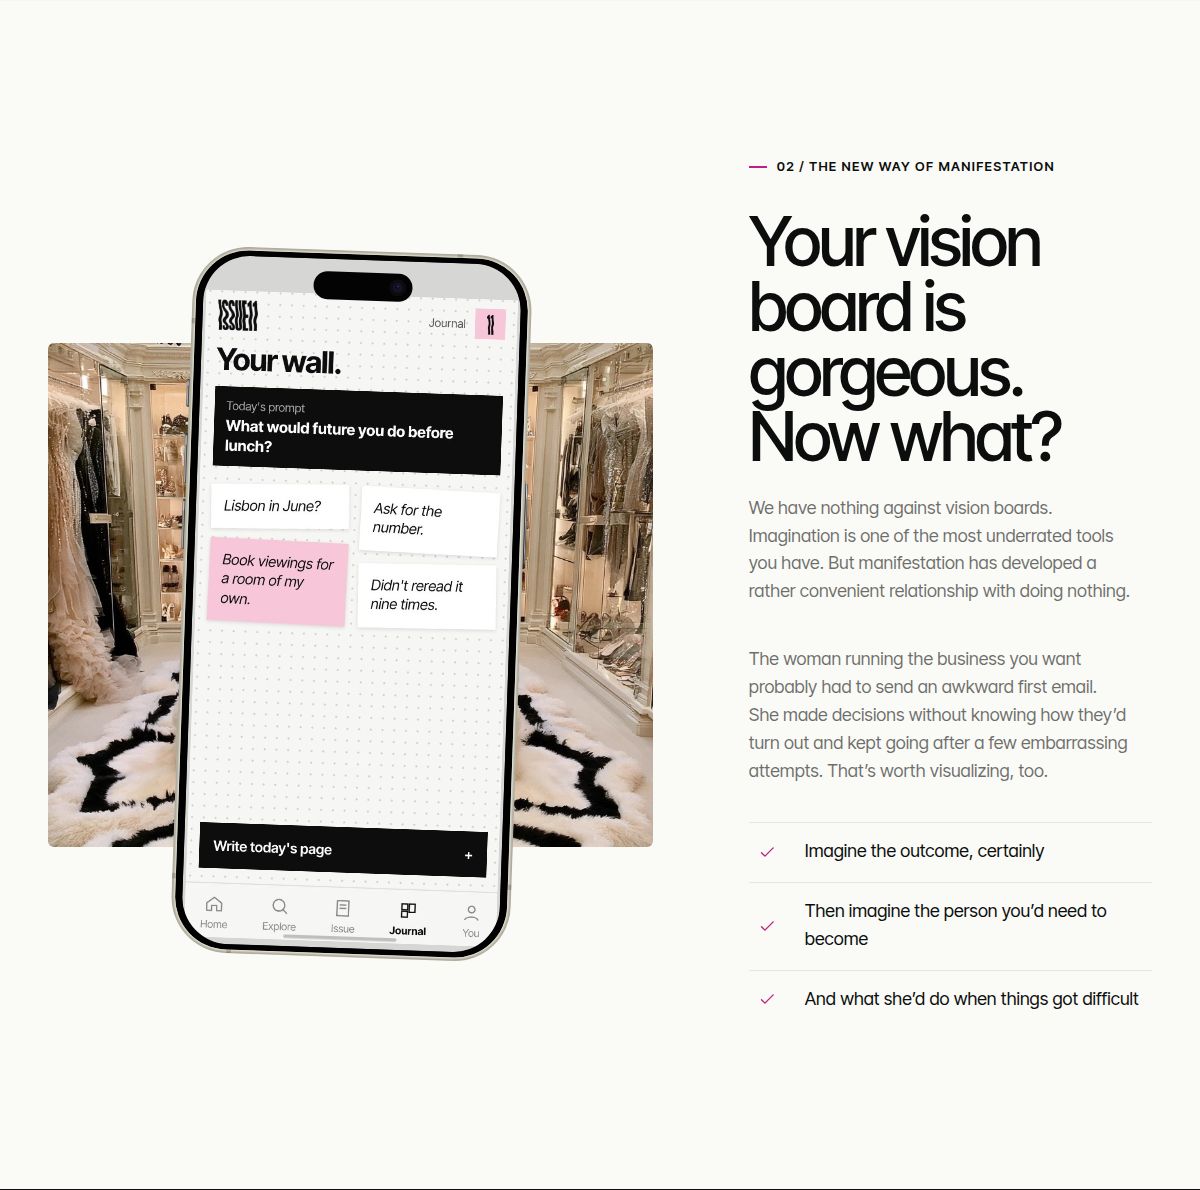 02 / THE NEW WAY OF MANIFESTATION
Your vision
board is
gorgeous.
Now what?
We have nothing against vision boards.
Imagination is one of the most underrated tools
you have. But manifestation has developed a
rather convenient relationship with doing nothing.
The woman running the business you want
probably had to send an awkward first email.
She made decisions without knowing how they’d
turn out and kept going after a few embarrassing
attempts. That’s worth visualizing, too.
Imagine the outcome, certainly
Then imagine the person you’d need to
become
And what she’d do when things got difficult
ISSUE11
Journal
11
Your wall.
Today's prompt
What would future you do before
lunch?
Lisbon in June?
Ask for the
number.
Book viewings for
a room of my
own.
Didn't reread it
nine times.
Write today's page
+
Home
Explore
Issue
Journal
You